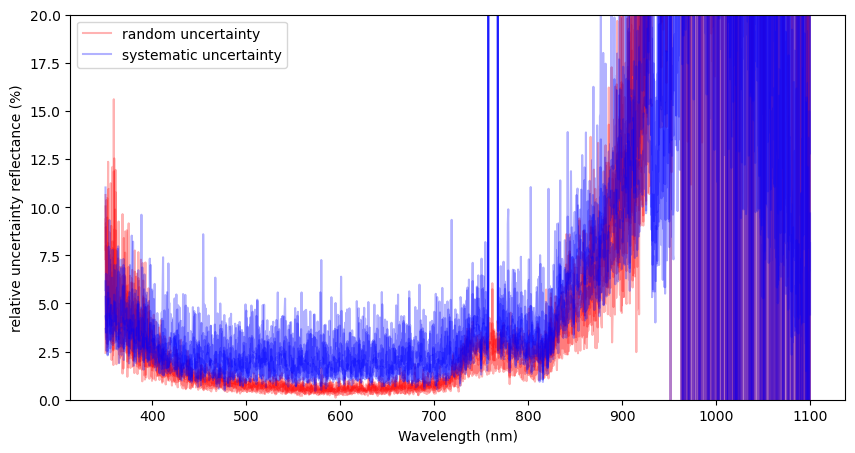 20.0
17.5
15.0
12.5
10.0
7.5
5.0
2.5
0.0
relative uncertainty reflectance (%)
random uncertainty
systematic uncertainty
400 500 600 700 800 900 1000 1100
Wavelength (nm)